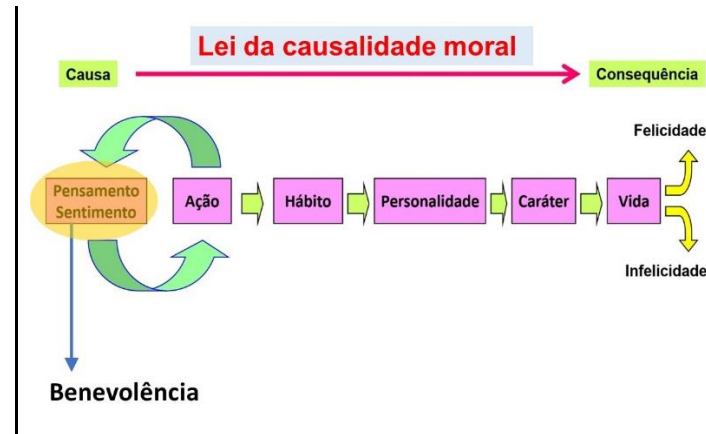 Lei da causalidade moral
Causa
Consequência
Felicidade
Pensamento
Sentimento
Ação
Hábito
Personalidade
Caráter
Vida
Infelicidade
Benevolência